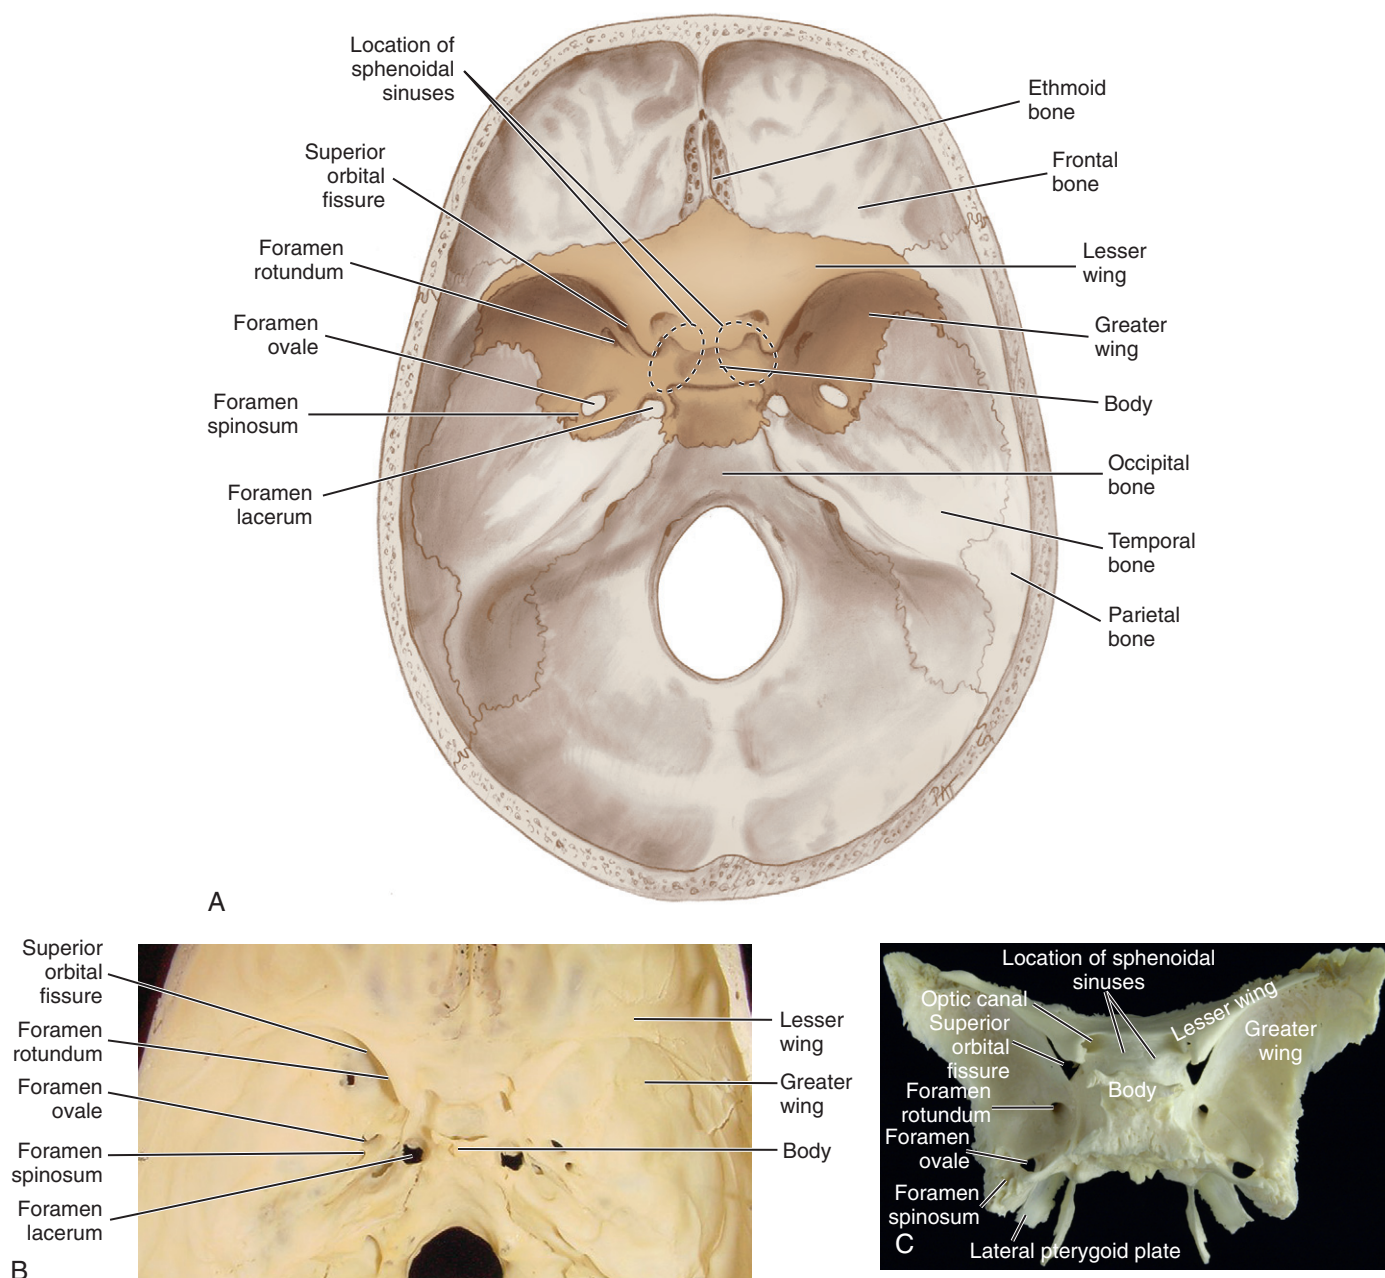 Location of
sphenoidal
sinuses
Superior
orbital
fissure
Foramen
rotundum
Foramen
ovale
Foramen
spinosum
Foramen
lacerum
Ethmoid
bone
Frontal
bone
Lesser
wing
Greater
wing
Body
Occipital
bone
Temporal
bone
Parietal
bone
PAT
A
Superior
orbital
fissure
Foramen
rotundum
Foramen
ovale
Foramen
spinosum
Foramen
lacerum
Lesser
wing
Greater
wing
Body
B
Location of sphenoidal
sinuses
Optic canal
Superior
orbital
fissure
Lesser wing
Greater
wing
Body
Foramen
rotundum
Foramen
ovale
Foramen
spinosum
Lateral pterygoid plate
C